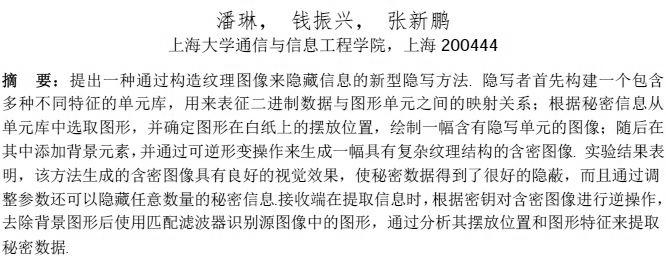 潘琳， 钱振兴， 张新鹏
上海大学通信与信息工程学院，上海 200444
摘 要：提出一种通过构造纹理图像来隐藏信息的新型隐写方法. 隐写者首先构建一个包含
多种不同特征的单元库，用来表征二进制数据与图形单元之间的映射关系；根据秘密信息从
单元库中选取图形，并确定图形在白纸上的摆放位置，绘制一幅含有隐写单元的图像；随后在
其中添加背景元素，并通过可逆形变操作来生成一幅具有复杂纹理结构的含密图像. 实验结果表
明，该方法生成的含密图像具有良好的视觉效果，使秘密数据得到了很好的隐蔽，而且通过调
整参数还可以隐藏任意数量的秘密信息.接收端在提取信息时，根据密钥对含密图像进行逆操作，
去除背景图形后使用匹配滤波器识别源图像中的图形，通过分析其摆放位置和图形特征来提取
秘密数据.